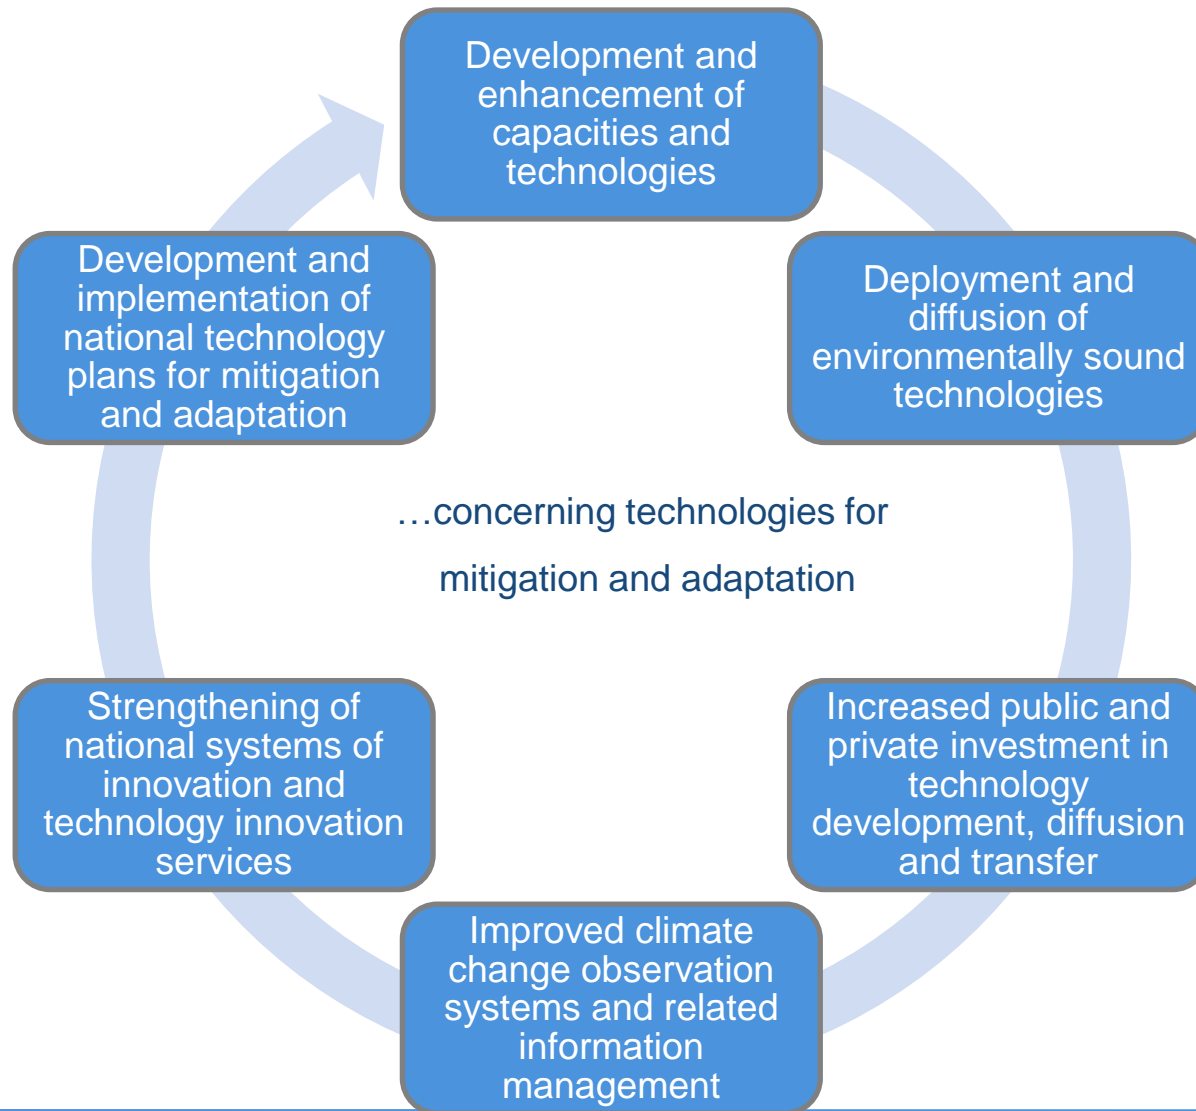 Development and
enhancement of
capacities and
technologies
Deployment and
diffusion of
environmentally sound
technologies
Increased public and
private investment in
technology
development, diffusion
and transfer
Improved climate
change observation
systems and related
information
management
Strengthening of
national systems of
innovation and
technology innovation
services
Development and
implementation of
national technology
plans for mitigation
and adaptation
…concerning technologies for
mitigation and adaptation